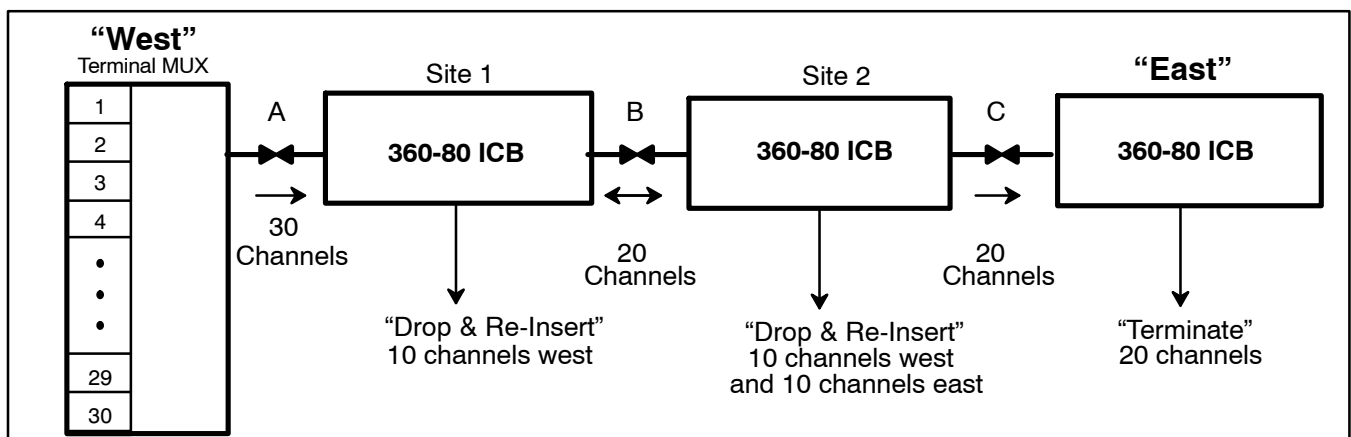 “West”
Terminal MUX
1
2
3
4
29
30
A
30
Channels
Site 1
360-80 ICB
“Drop & Re-Insert”
10 channels west
B
20
Channels
Site 2
360-80 ICB
“Drop & Re-Insert”
10 channels west
and 10 channels east
C
20
Channels
“East”
360-80 ICB
“Terminate”
20 channels